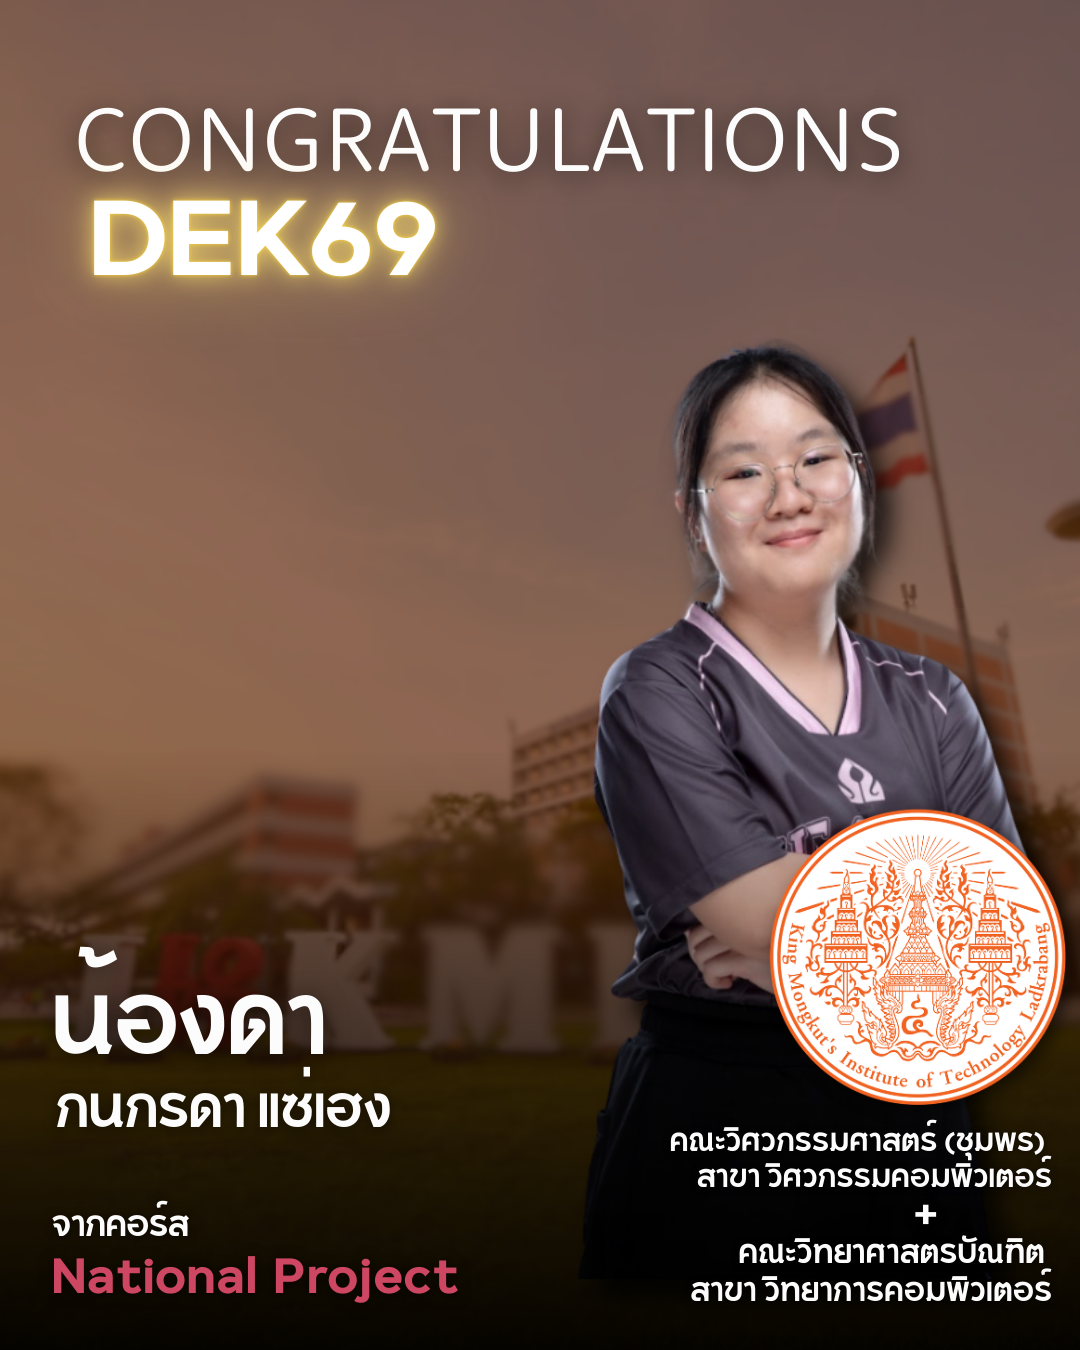 CONGRATULATIONS
DEK69
น้องดา
กนกรดา แซ่เฮง
จากคอร์ส
National Project
King Mongkut's Institute of Technology Ladkrabang
คณะวิศวกรรมศาสตร์ (ชุมพร)
สาขา วิศวกรรมคอมพิวเตอร์
+
คณะวิทยาศาสตรบัณฑิต
สาขา วิทยาการคอมพิวเตอร์